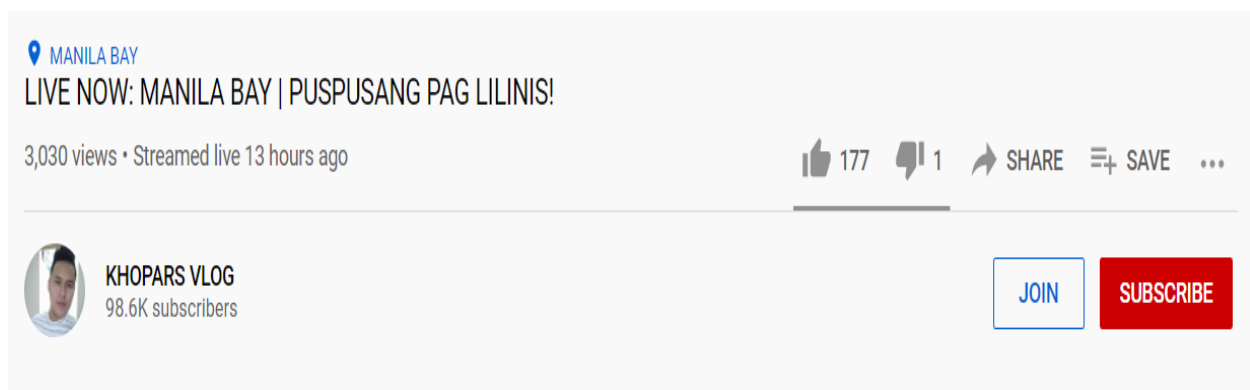 MANILA BAY
LIVE NOW: MANILA BAY | PUSPUSANG PAG LILINIS!
3,030 views • Streamed live 13 hours ago
177 1 SHARE SAVE ...
KHOPARS VLOG
98.6K subscribers
JOIN SUBSCRIBE